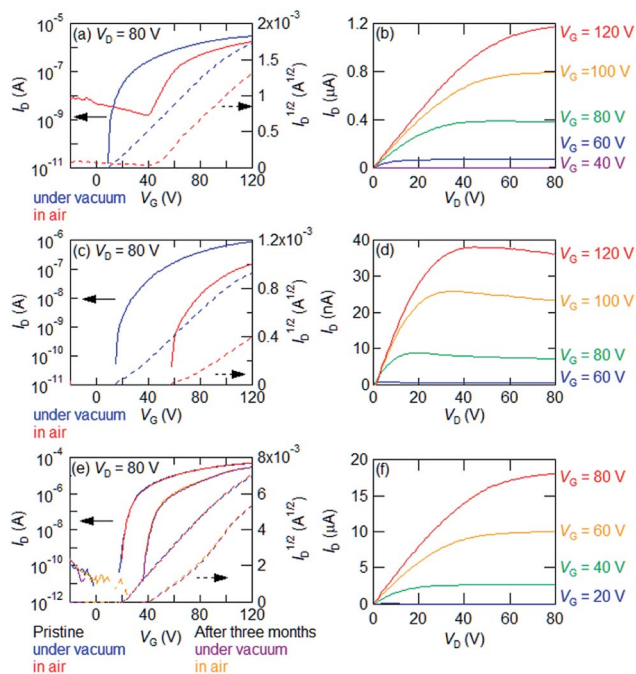 (a) V_D = 80 V
I_D (A)
10^-5
10^-7
10^-9
10^-11
2x10^-3
1.5
1
0.5
0
I_D^1/2 (A^1/2)
0 40 80 120
V_G (V)
under vacuum
in air
(b)
I_D (μA)
1.2
0.8
0.4
0
0 20 40 60 80
V_D (V)
V_G = 120 V
V_G =100 V
V_G = 80 V
V_G = 60 V
V_G = 40 V
(c) V_D = 80 V
I_D (A)
10^-6
10^-7
10^-8
10^-9
10^-10
10^-11
1.2x10^-3
0.8
0.4
0
I_D^1/2 (A^1/2)
0 40 80 120
V_G (V)
under vacuum
in air
(d)
I_D (nA)
40
30
20
10
0
0 20 40 60 80
V_D (V)
V_G = 120 V
V_G = 100 V
V_G = 80 V
V_G = 60 V
(e) V_D = 80 V
I_D (A)
10^-4
10^-6
10^-8
10^-10
10^-12
8x10^-3
6
4
2
0
I_D^1/2 (A^1/2)
0 40 80 120
V_G (V)
Pristine After three months
under vacuum under vacuum
in air in air
(f)
I_D (μA)
20
15
10
5
0
0 20 40 60 80
V_D (V)
V_G = 80 V
V_G = 60 V
V_G = 40 V
V_G = 20 V